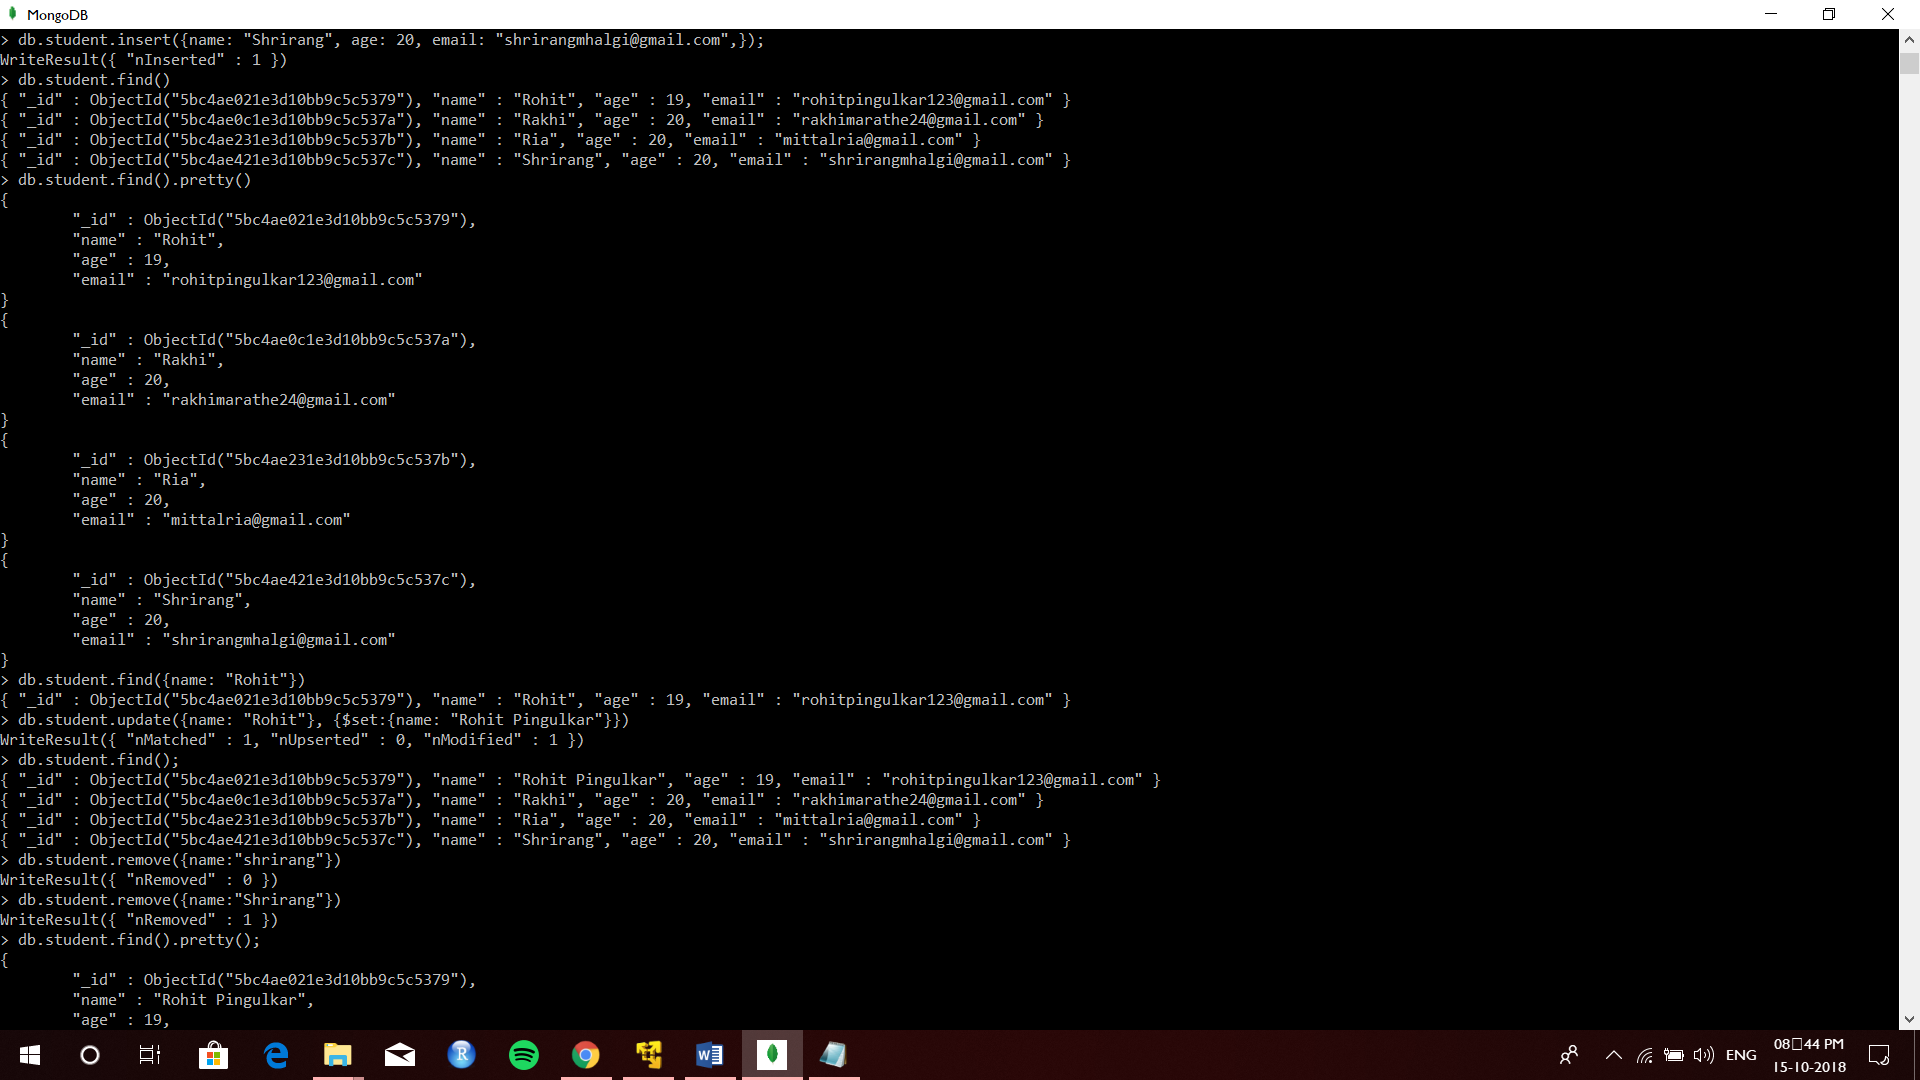 MongoDB
> db.student.insert({name: "Shrirang", age: 20, email: "shrirangmhalgi@gmail.com",});
WriteResult({ "nInserted" : 1 })
> db.student.find()
{ "_id" : ObjectId("5bc4ae021e3d10bb9c5c5379"), "name" : "Rohit", "age" : 19, "email" : "rohitpingulkar123@gmail.com" }
{ "_id" : ObjectId("5bc4ae0c1e3d10bb9c5c537a"), "name" : "Rakhi", "age" : 20, "email" : "rakhimarathe24@gmail.com" }
{ "_id" : ObjectId("5bc4ae231e3d10bb9c5c537b"), "name" : "Ria", "age" : 20, "email" : "mittalria@gmail.com" }
{ "_id" : ObjectId("5bc4ae421e3d10bb9c5c537c"), "name" : "Shrirang", "age" : 20, "email" : "shrirangmhalgi@gmail.com" }
> db.student.find().pretty()
{
        "_id" : ObjectId("5bc4ae021e3d10bb9c5c5379"),
        "name" : "Rohit",
        "age" : 19,
        "email" : "rohitpingulkar123@gmail.com"
}
{
        "_id" : ObjectId("5bc4ae0c1e3d10bb9c5c537a"),
        "name" : "Rakhi",
        "age" : 20,
        "email" : "rakhimarathe24@gmail.com"
}
{
        "_id" : ObjectId("5bc4ae231e3d10bb9c5c537b"),
        "name" : "Ria",
        "age" : 20,
        "email" : "mittalria@gmail.com"
}
{
        "_id" : ObjectId("5bc4ae421e3d10bb9c5c537c"),
        "name" : "Shrirang",
        "age" : 20,
        "email" : "shrirangmhalgi@gmail.com"
}
> db.student.find({name: "Rohit"})
{ "_id" : ObjectId("5bc4ae021e3d10bb9c5c5379"), "name" : "Rohit", "age" : 19, "email" : "rohitpingulkar123@gmail.com" }
> db.student.update({name: "Rohit"}, {$set:{name: "Rohit Pingulkar"}})
WriteResult({ "nMatched" : 1, "nUpserted" : 0, "nModified" : 1 })
> db.student.find();
{ "_id" : ObjectId("5bc4ae021e3d10bb9c5c5379"), "name" : "Rohit Pingulkar", "age" : 19, "email" : "rohitpingulkar123@gmail.com" }
{ "_id" : ObjectId("5bc4ae0c1e3d10bb9c5c537a"), "name" : "Rakhi", "age" : 20, "email" : "rakhimarathe24@gmail.com" }
{ "_id" : ObjectId("5bc4ae231e3d10bb9c5c537b"), "name" : "Ria", "age" : 20, "email" : "mittalria@gmail.com" }
{ "_id" : ObjectId("5bc4ae421e3d10bb9c5c537c"), "name" : "Shrirang", "age" : 20, "email" : "shrirangmhalgi@gmail.com" }
> db.student.remove({name:"shrirang"})
WriteResult({ "nRemoved" : 0 })
> db.student.remove({name:"Shrirang"})
WriteResult({ "nRemoved" : 1 })
> db.student.find().pretty();
{
        "_id" : ObjectId("5bc4ae021e3d10bb9c5c5379"),
        "name" : "Rohit Pingulkar",
        "age" : 19,
ENG
08□44 PM
15-10-2018